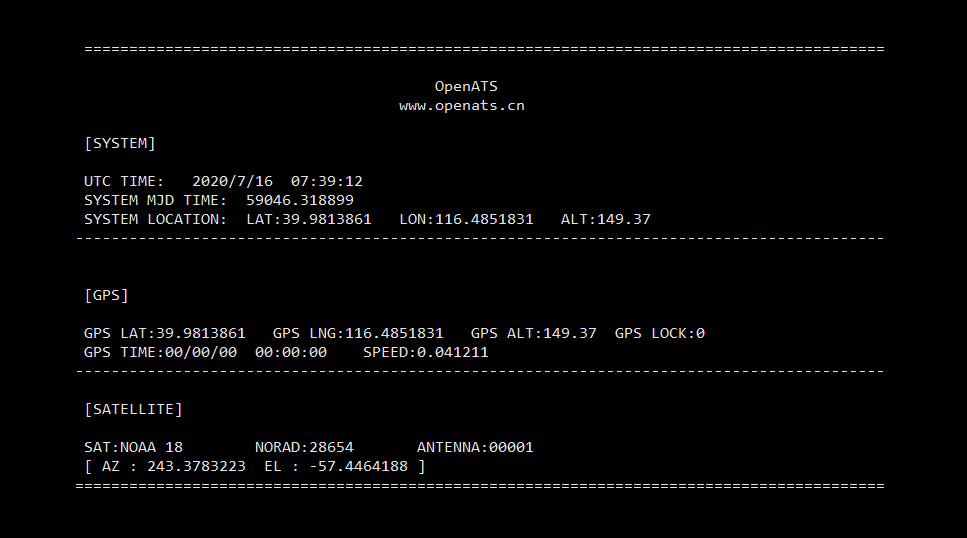 =========================================================================================
OpenATS
www.openats.cn
[SYSTEM]
UTC TIME:   2020/7/16  07:39:12
SYSTEM MJD TIME:  59046.318899
SYSTEM LOCATION:  LAT:39.9813861   LON:116.4851831   ALT:149.37
------------------------------------------------------------------------------------------
[GPS]
GPS LAT:39.9813861   GPS LNG:116.4851831   GPS ALT:149.37  GPS LOCK:0
GPS TIME:00/00/00  00:00:00    SPEED:0.041211
------------------------------------------------------------------------------------------
[SATELLITE]
SAT:NOAA 18        NORAD:28654       ANTENNA:00001
[ AZ : 243.3783223  EL : -57.4464188 ]
==========================================================================================